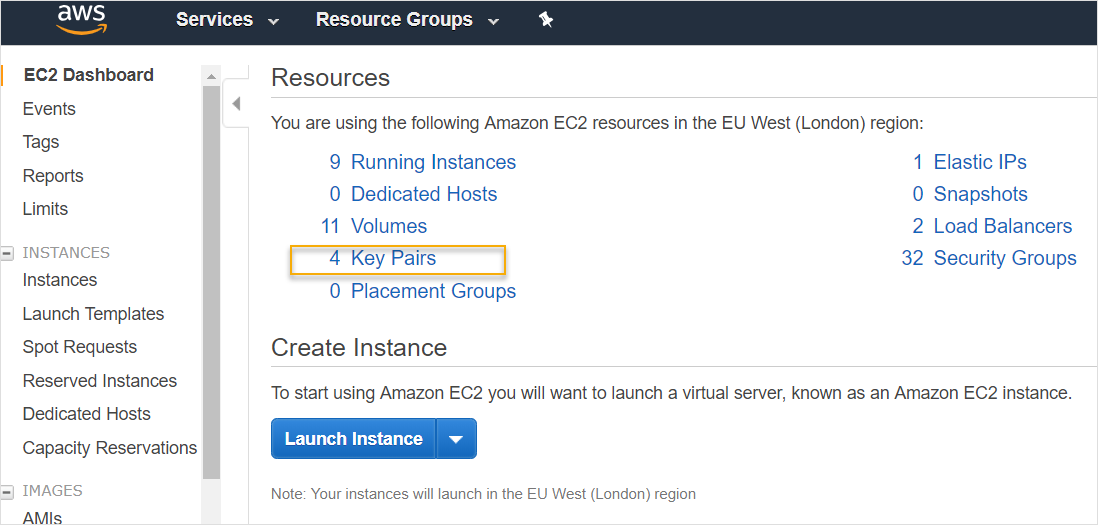 aws
Services
Resource Groups
EC2 Dashboard
Events
Tags
Reports
Limits
INSTANCES
Instances
Launch Templates
Spot Requests
Reserved Instances
Dedicated Hosts
Capacity Reservations
IMAGES
AMIs
Resources
You are using the following Amazon EC2 resources in the EU West (London) region:
9 Running Instances
0 Dedicated Hosts
11 Volumes
4 Key Pairs
0 Placement Groups
1 Elastic IPs
0 Snapshots
2 Load Balancers
32 Security Groups
Create Instance
To start using Amazon EC2 you will want to launch a virtual server, known as an Amazon EC2 instance.
Launch Instance
Note: Your instances will launch in the EU West (London) region